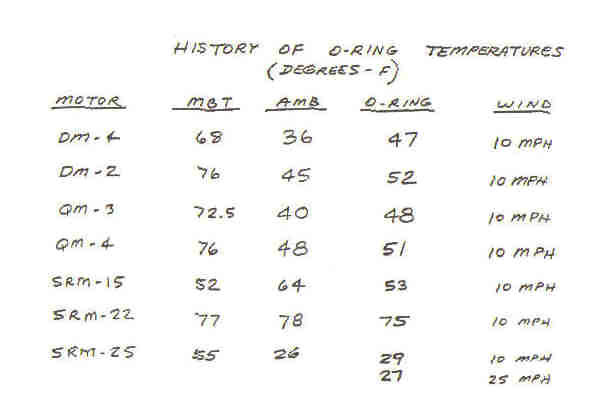 HISTORY OF O-RING TEMPERATURES
(DEGREES - F)
MOTOR MBT AMB O-RING WIND
DM-4 68 36 47 10 MPH
DM-2 76 45 52 10 MPH
QM-3 72.5 40 48 10 MPH
QM-4 76 48 51 10 MPH
SRM-15 52 64 53 10 MPH
SRM-22 77 78 75 10 MPH
SRM-25 55 26 29 10 MPH
27 25 MPH